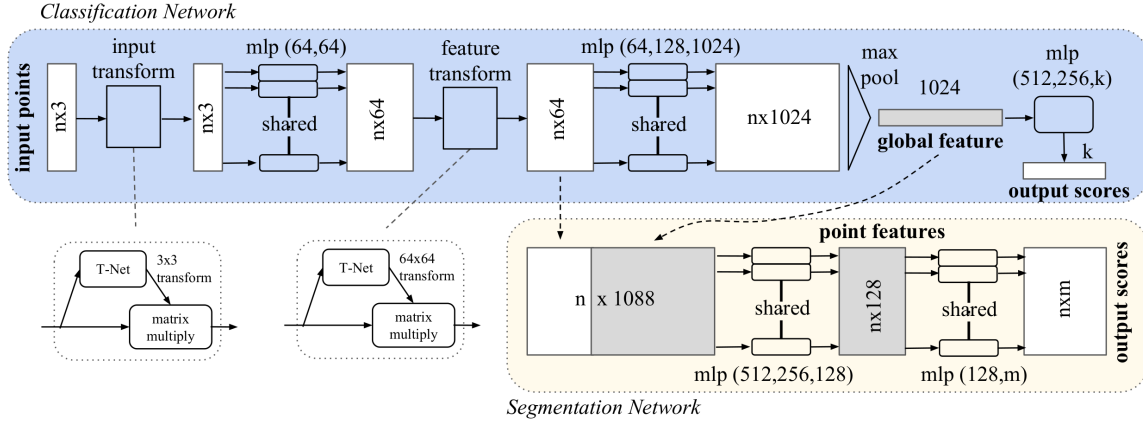 Classification Network
input points
nx3
input
transform
nx3
mlp (64,64)
shared
nx64
feature
transform
nx64
mlp (64,128,1024)
shared
nx1024
max
pool
1024
global feature
mlp
(512,256,k)
k
output scores
T-Net
3x3
transform
matrix
multiply
T-Net
64x64
transform
matrix
multiply
point features
n x 1088
shared
mlp (512,256,128)
nx128
shared
mlp (128,m)
nxm
output scores
Segmentation Network